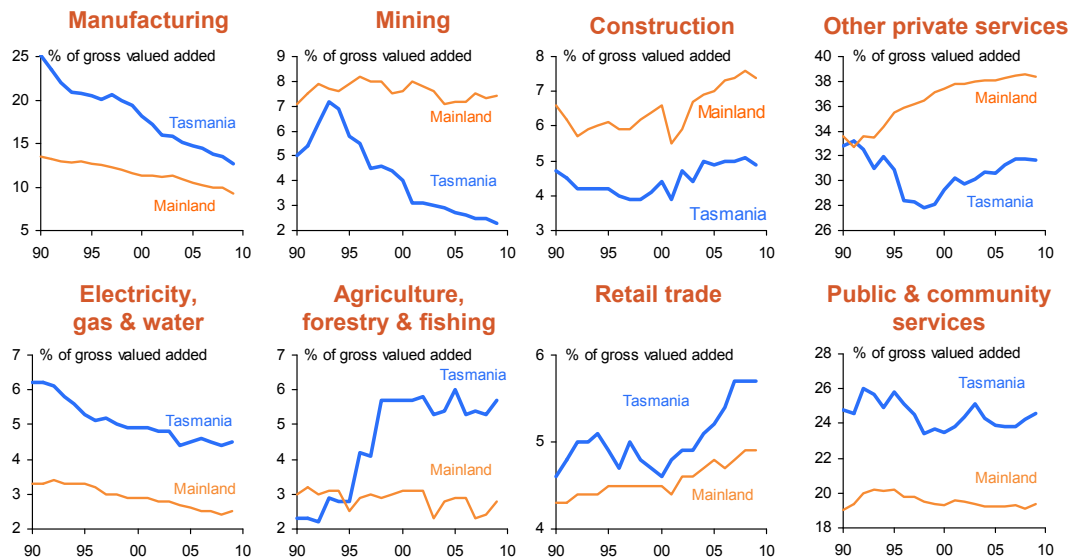 Manufacturing
% of gross valued added
25
20
15
10
5
90 95 00 05 10
Tasmania
Mainland
Mining
% of gross valued added
9
8
7
6
5
4
3
2
90 95 00 05 10
Mainland
Tasmania
Construction
% of gross valued added
8
7
6
5
4
3
90 95 00 05 10
Mainland
Tasmania
Other private services
% of gross valued added
40
38
36
34
32
30
28
26
90 95 00 05 10
Mainland
Tasmania
Electricity,
gas & water
% of gross valued added
7
6
5
4
3
2
90 95 00 05 10
Tasmania
Mainland
Agriculture,
forestry & fishing
% of gross valued added
7
6
5
4
3
2
90 95 00 05 10
Tasmania
Mainland
Retail trade
% of gross valued added
6
5
4
90 95 00 05 10
Tasmania
Mainland
Public & community
services
% of gross valued added
28
26
24
22
20
18
90 95 00 05 10
Tasmania
Mainland